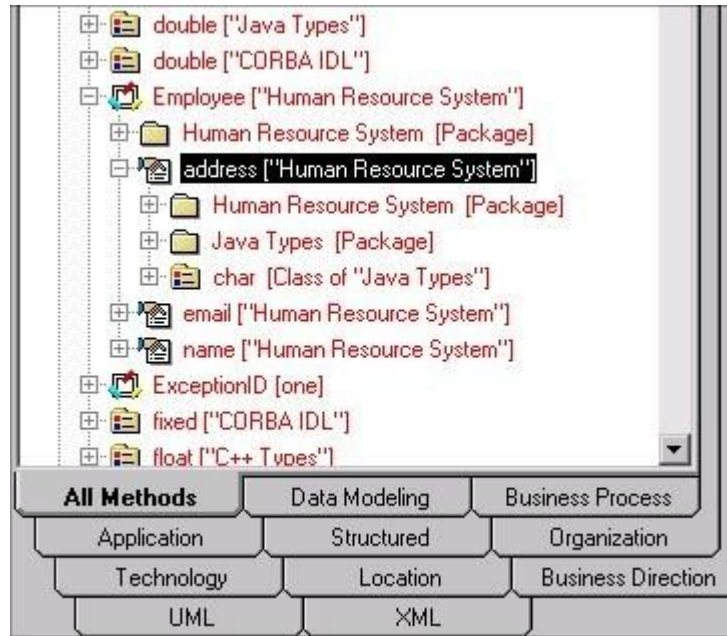 double ["Java Types"]
double ["CORBA IDL"]
Employee ["Human Resource System"]
Human Resource System [Package]
address ["Human Resource System"]
Human Resource System [Package]
Java Types [Package]
char [Class of "Java Types"]
email ["Human Resource System"]
name ["Human Resource System"]
ExceptionID [one]
fixed ["CORBA IDL"]
float ["C++ Types"]
All Methods Data Modeling Business Process
Application Structured Organization
Technology Location Business Direction
UML XML